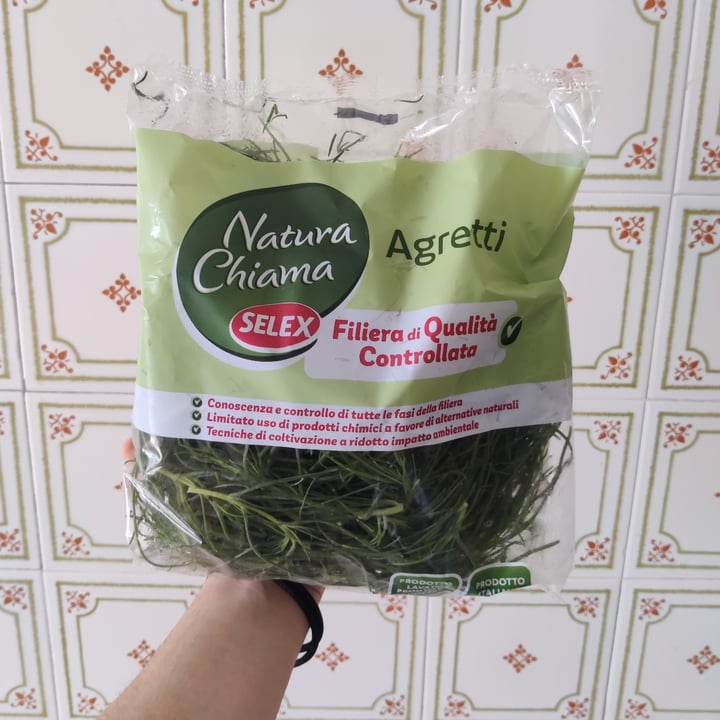 Natura
Chiama
SELEX
Agretti
Filiera di Qualità
Controllata
Conoscenza e controllo di tutte le fasi della filiera
Limitato uso di prodotti chimici a favore di alternative naturali
Tecniche di coltivazione a ridotto impatto ambientale
PRODOTTO
LAVATO
PRODOTTO